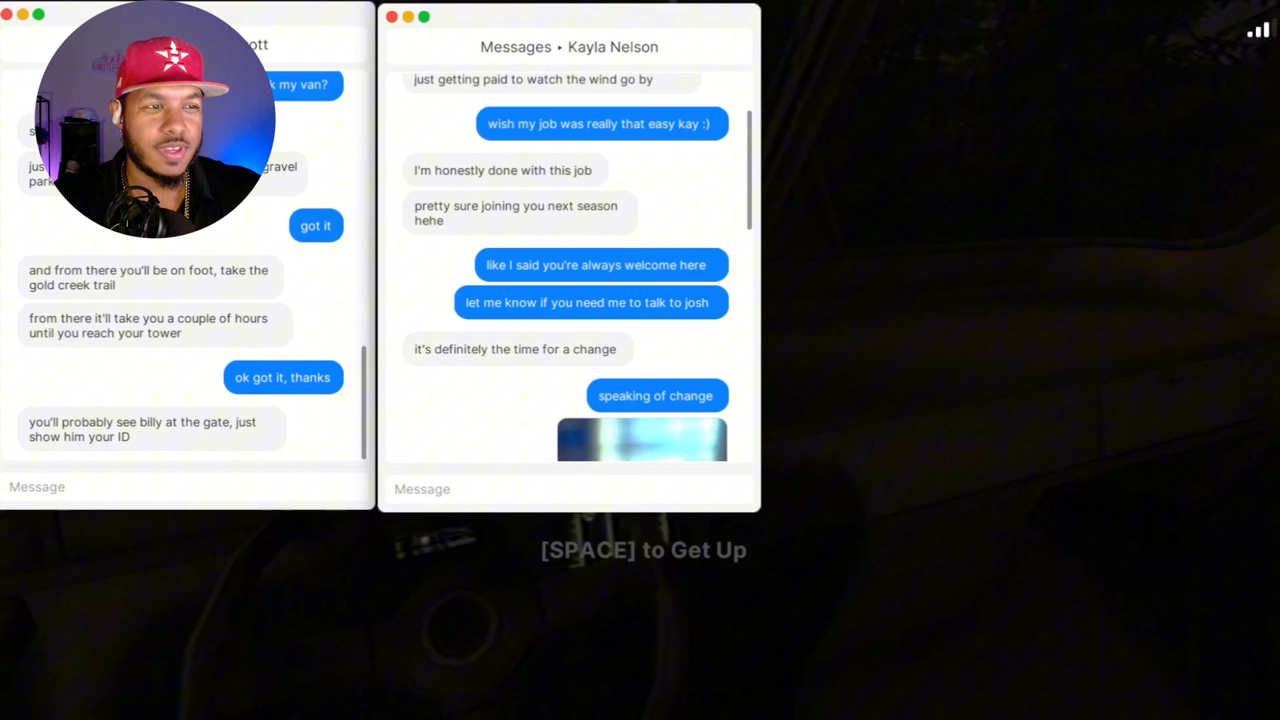 ott
k my van?
s
jus
gravel
park
got it
and from there you'll be on foot, take the
gold creek trail
from there it'll take you a couple of hours
until you reach your tower
ok got it, thanks
you'll probably see billy at the gate, just
show him your ID
Message
Messages • Kayla Nelson
just getting paid to watch the wind go by
wish my job was really that easy kay :)
I'm honestly done with this job
pretty sure joining you next season
hehe
like I said you're always welcome here
let me know if you need me to talk to josh
it's definitely the time for a change
speaking of change
Message
[SPACE] to Get Up